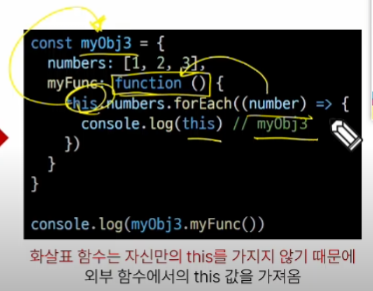 const myObj3 = {
numbers: [1, 2, 3],
myFunc: function () {
this.numbers.forEach((number) => {
console.log(this) // myObj3
})
}
}
console.log(myObj3.myFunc())
화살표 함수는 자신만의 this를 가지지 않기 때문에
외부 함수에서의 this 값을 가져옴